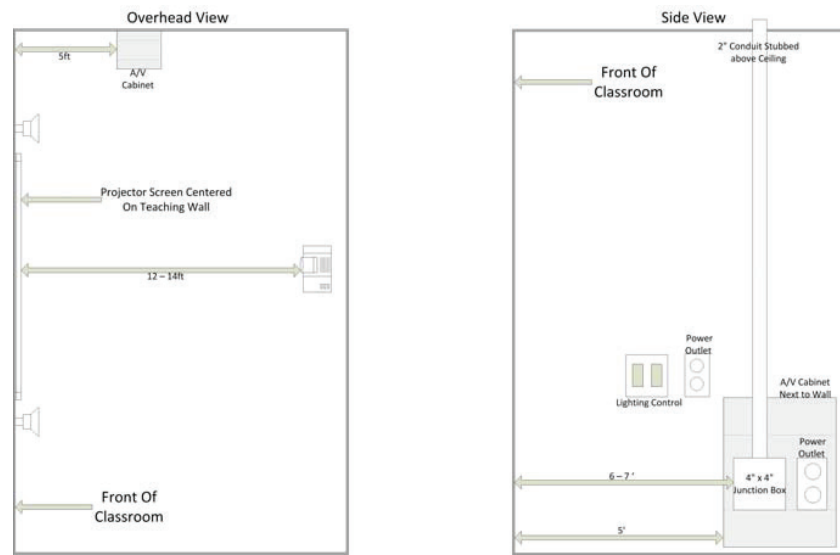 Overhead View
5ft
A/V
Cabinet
Projector Screen Centered
On Teaching Wall
12 – 14ft
Front Of
Classroom
Side View
2" Conduit Stubbed
above Ceiling
Front Of
Classroom
Power
Outlet
Lighting Control
A/V Cabinet
Next to Wall
Power
Outlet
6 – 7 '
4" x 4"
Junction Box
5'